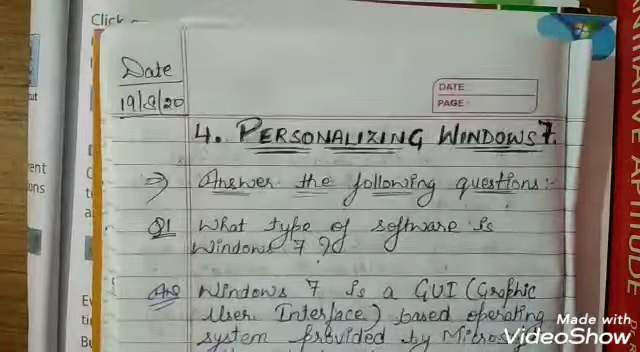 Click
Date
19/8/20
DATE
PAGE:
4. PERSONALIZING WINDOWS 7.
=> Answer the following questions:-
Q1 What type of software is
Windows 7 ?
Ans Windows 7 is a GUI (Graphic
User Interface) based operating
system provided by
Made with
VideoShow